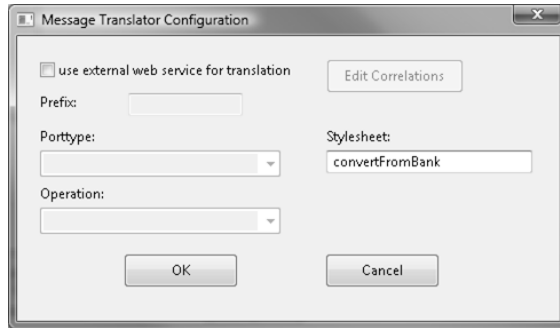 Message Translator Configuration
x
use external web service for translation
Edit Correlations
Prefix:
Porttype:
Stylesheet:
convertFromBank
Operation:
OK
Cancel